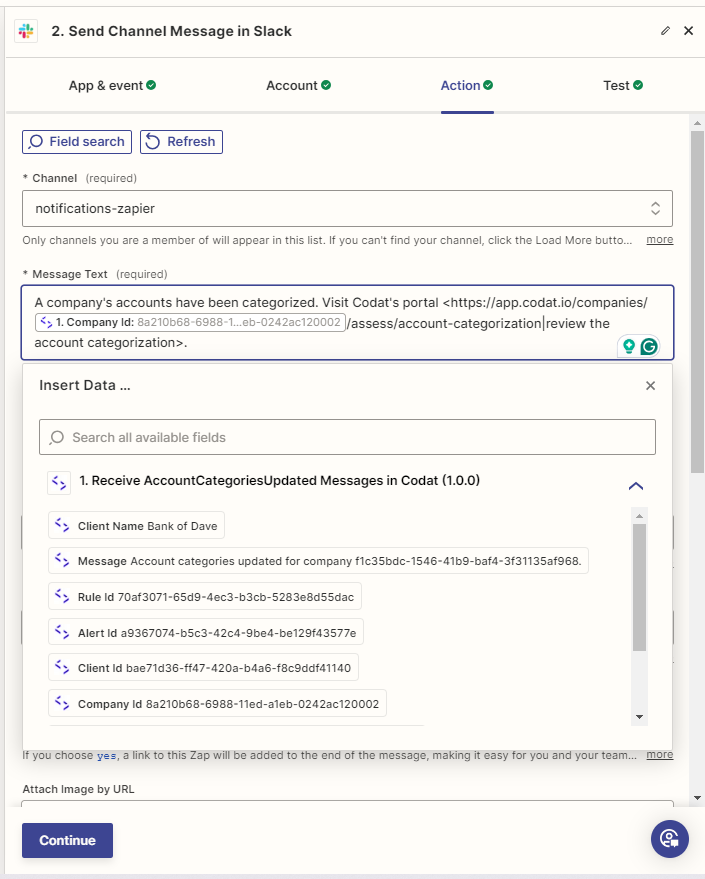 2. Send Channel Message in Slack
App & event
Account
Action
Test
Field search
Refresh
* Channel (required)
notifications-zapier
Only channels you are a member of will appear in this list. If you can't find your channel, click the Load More butto... more
* Message Text (required)
A company's accounts have been categorized. Visit Codat's portal <https://app.codat.io/companies/
1. Company Id: 8a210b68-6988-1...eb-0242ac120002 /assess/account-categorization|review the
account categorization>.
Insert Data ...
Search all available fields
1. Receive AccountCategoriesUpdated Messages in Codat (1.0.0)
Client Name Bank of Dave
Message Account categories updated for company f1c35bdc-1546-41b9-baf4-3f31135af968.
Rule Id 70af3071-65d9-4ec3-b3cb-5283e8d55dac
Alert Id a9367074-b5c3-42c4-9be4-be129f43577e
Client Id bae71d36-ff47-420a-b4a6-f8c9ddf41140
Company Id 8a210b68-6988-11ed-a1eb-0242ac120002
If you choose yes, a link to this Zap will be added to the end of the message, making it easy for you and your team... more
Attach Image by URL
Continue